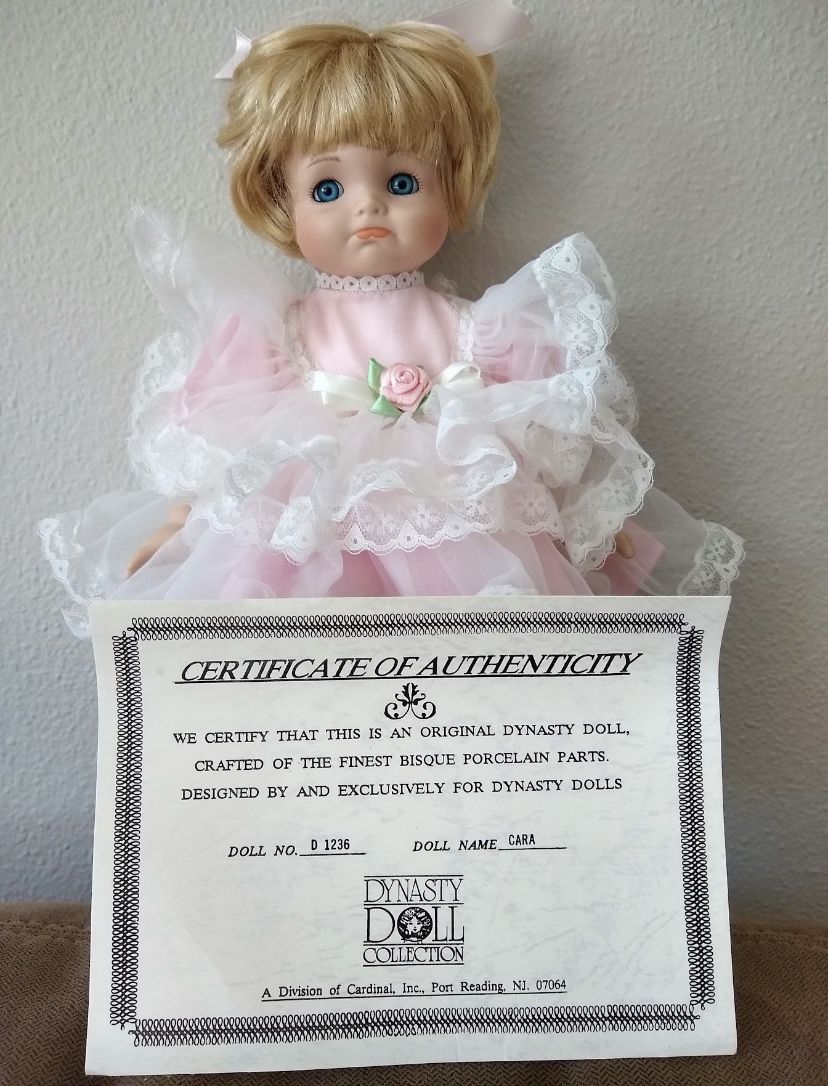 CERTIFICATE OF AUTHENTICITY
WE CERTIFY THAT THIS IS AN ORIGINAL DYNASTY DOLL,
CRAFTED OF THE FINEST BISQUE PORCELAIN PARTS.
DESIGNED BY AND EXCLUSIVELY FOR DYNASTY DOLLS
DOLL NO. D 1236 DOLL NAME CARA
DYNASTY
DOLL
COLLECTION
A Division of Cardinal, Inc., Port Reading, NJ. 07064